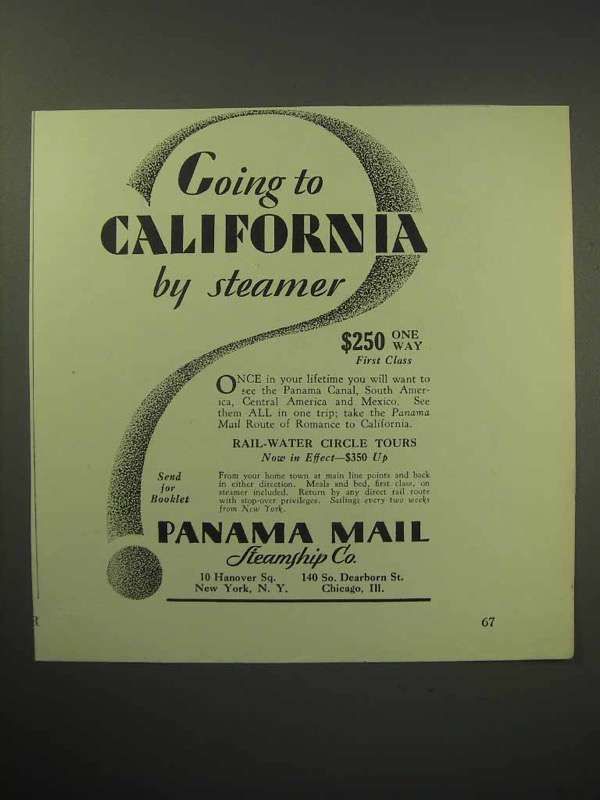 Going to
CALIFORNIA
by steamer
$250 ONE WAY
First Class
ONCE in your lifetime you will want to
see the Panama Canal, South Amer-
ica, Central America and Mexico. See
them ALL in one trip; take the Panama
Mail Route of Romance to California.
RAIL-WATER CIRCLE TOURS
Now in Effect—$350 Up
Send
for
Booklet
From your home town at main line points and back
in either direction. Meals and bed, first class, on
steamer included. Return by any direct rail route
with stop-over privileges. Sailings every two weeks
from New York.
PANAMA MAIL
Steamship Co.
10 Hanover Sq.
New York, N. Y.
140 So. Dearborn St.
Chicago, Ill.
67